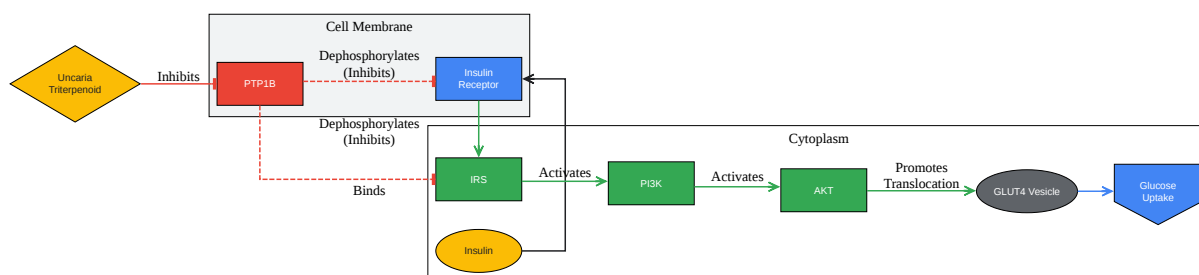 Cell Membrane
Uncaria
Triterpenoid
Inhibits
PTP1B
Dephosphorylates
(Inhibits)
Insulin
Receptor
Dephosphorylates
(Inhibits)
Cytoplasm
Binds
IRS
Activates
PI3K
Activates
AKT
Promotes
Translocation
GLUT4 Vesicle
Glucose
Uptake
Insulin